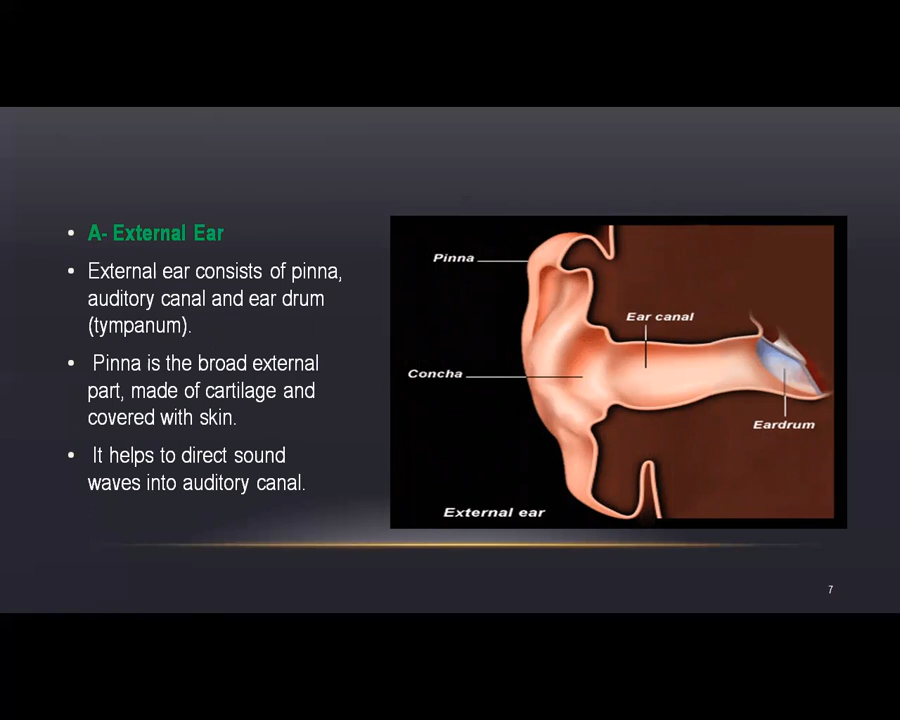 • A- External Ear
• External ear consists of pinna,
auditory canal and ear drum
(tympanum).
• Pinna is the broad external
part, made of cartilage and
covered with skin.
• It helps to direct sound
waves into auditory canal.
Pinna
Ear canal
Concha
Eardrum
External ear
7